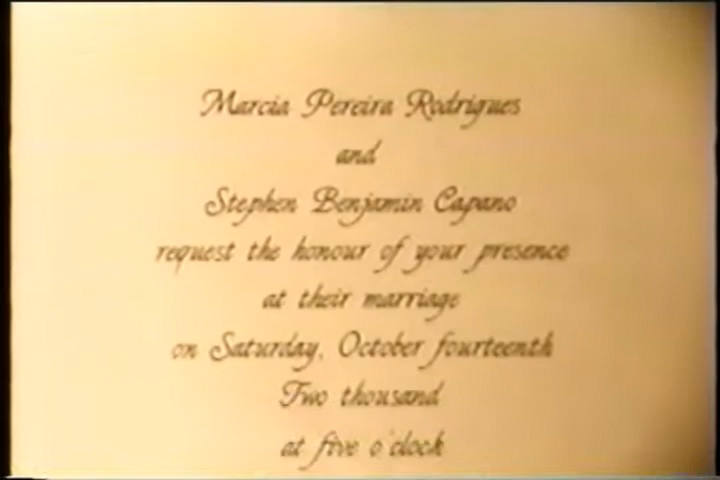 Marcia Pereira Rodrigues
and
Stephen Benjamin Capano
request the honour of your presence
at their marriage
on Saturday, October fourteenth
Two thousand
at five o'clock